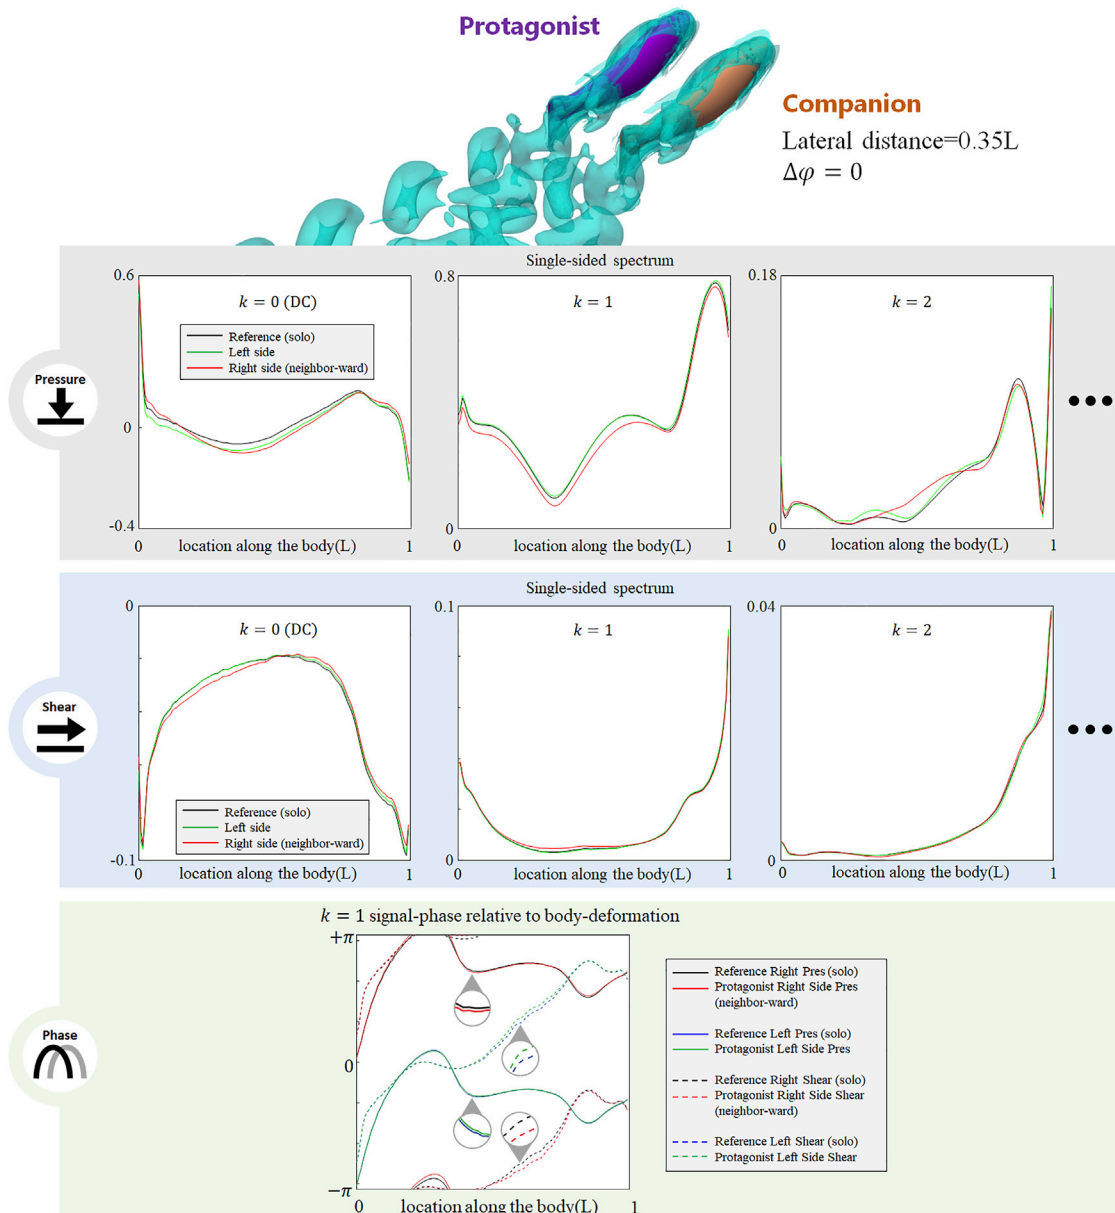 Protagonist
Companion
Lateral distance=0.35L
Δφ = 0
Single-sided spectrum
Pressure
0.6
0
-0.4
k = 0 (DC)
Reference (solo)
Left side
Right side (neighbor-ward)
0
location along the body(L)
1
0.8
0
k = 1
0
location along the body(L)
1
0.18
0
k = 2
0
location along the body(L)
1
Single-sided spectrum
Shear
0
-0.1
k = 0 (DC)
Reference (solo)
Left side
Right side (neighbor-ward)
0
location along the body(L)
1
0.1
0
k = 1
0
location along the body(L)
1
0.04
0
k = 2
0
location along the body(L)
1
k = 1 signal-phase relative to body-deformation
Phase
+π
0
−π
0
location along the body(L)
1
Reference Right Pres (solo)
Protagonist Right Side Pres
(neighbor-ward)
Reference Left Pres (solo)
Protagonist Left Side Pres
Reference Right Shear (solo)
Protagonist Right Side Shear
(neighbor-ward)
Reference Left Shear (solo)
Protagonist Left Side Shear